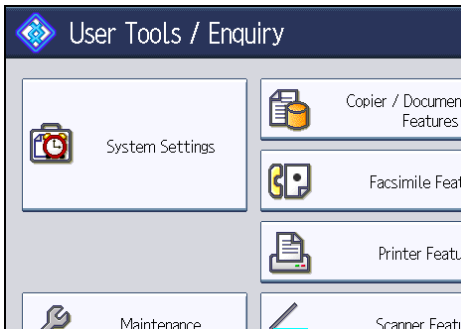 User Tools / Enquiry
System Settings
Copier / Documen
Features
Facsimile Feat
Printer Featu
Maintenance
Scanner Featu